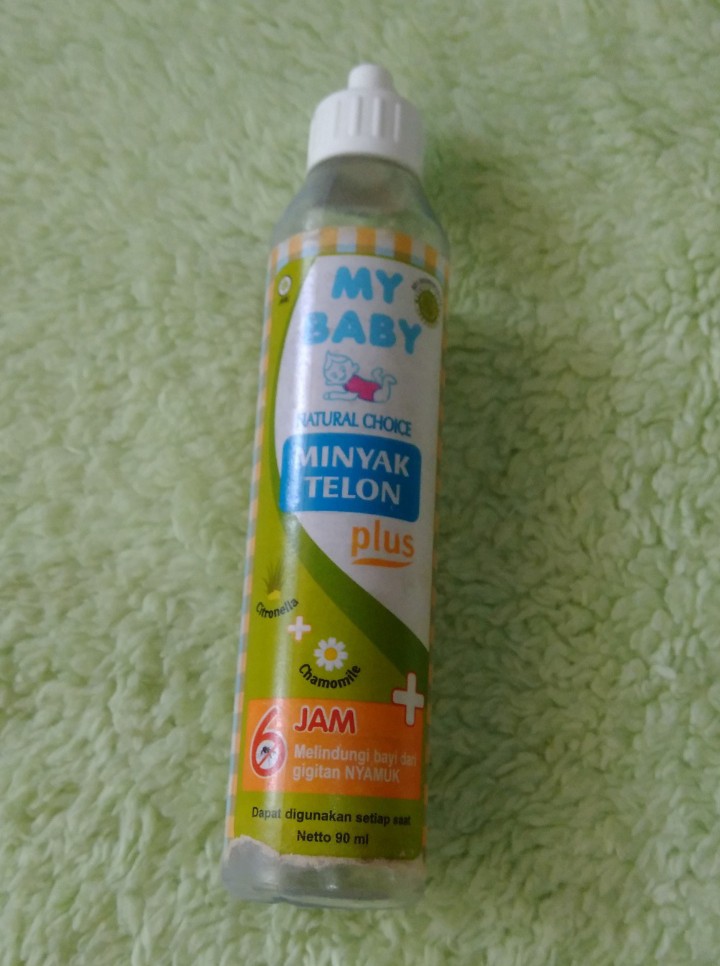 MY
BABY
NATURAL CHOICE
MINYAK
TELON
plus
Citronella
+
Chamomile
+
6 JAM
Melindungi bayi dari
gigitan NYAMUK
Dapat digunakan setiap saat
Netto 90 ml